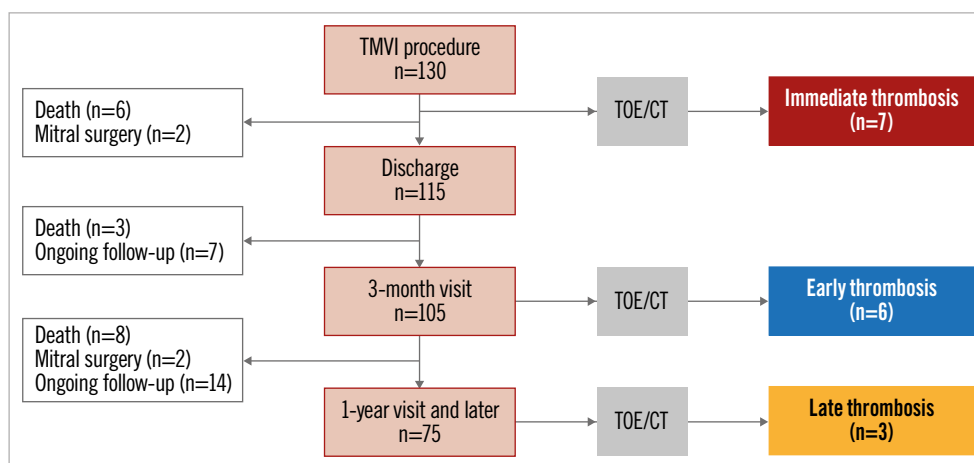 TMVI procedure
n=130
Death (n=6)
Mitral surgery (n=2)
TOE/CT
Immediate thrombosis
(n=7)
Discharge
n=115
Death (n=3)
Ongoing follow-up (n=7)
3-month visit
n=105
TOE/CT
Early thrombosis
(n=6)
Death (n=8)
Mitral surgery (n=2)
Ongoing follow-up (n=14)
1-year visit and later
n=75
TOE/CT
Late thrombosis
(n=3)